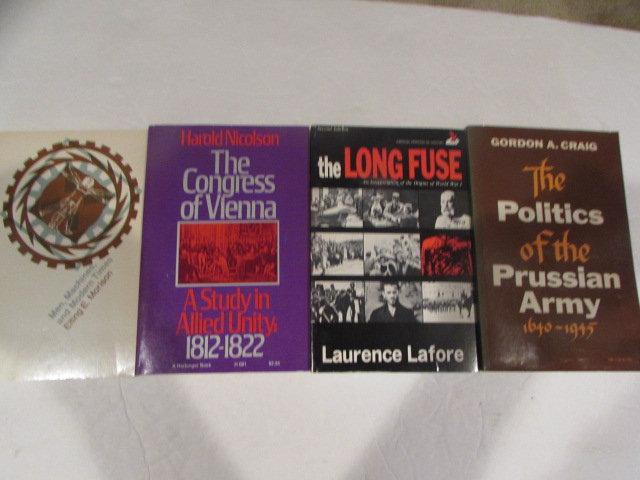 Men, Machines,
and Modern Times
Elting E. Morison
Harold Nicolson
The
Congress
of Vienna
A Study in
Allied Unity:
1812-1822
A Harbinger Book
the LONG FUSE
An Interpretation of the Origins of World War I
Laurence Lafore
GORDON A. CRAIG
The
Politics
of the
Prussian
Army
1640-1945